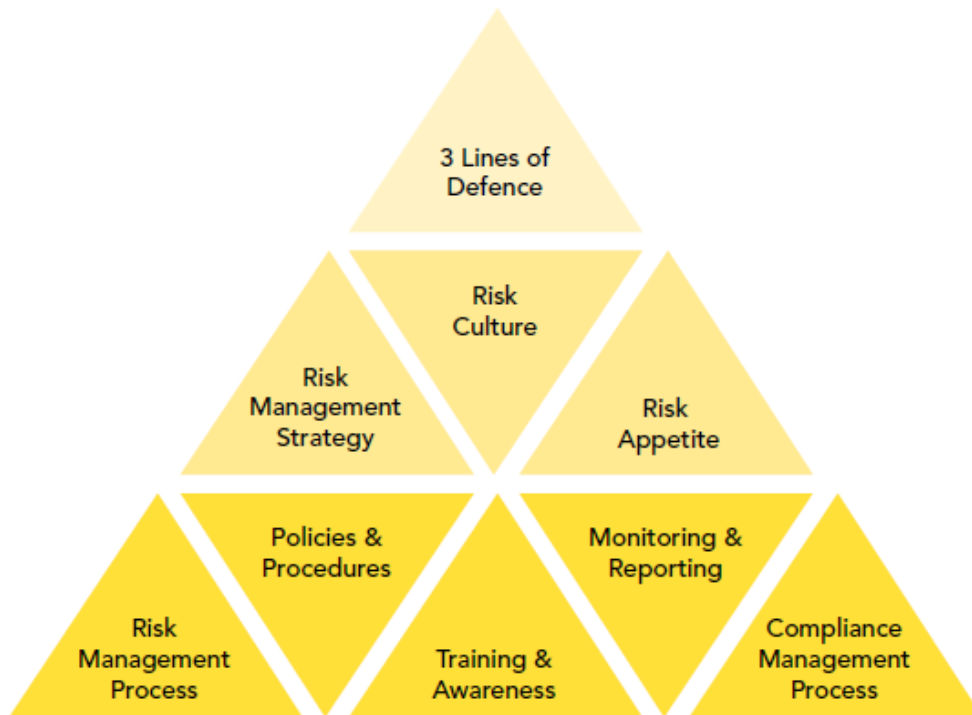 3 Lines of
Defence
Risk
Culture
Risk
Management
Strategy
Risk
Appetite
Policies &
Procedures
Monitoring &
Reporting
Risk
Management
Process
Training &
Awareness
Compliance
Management
Process